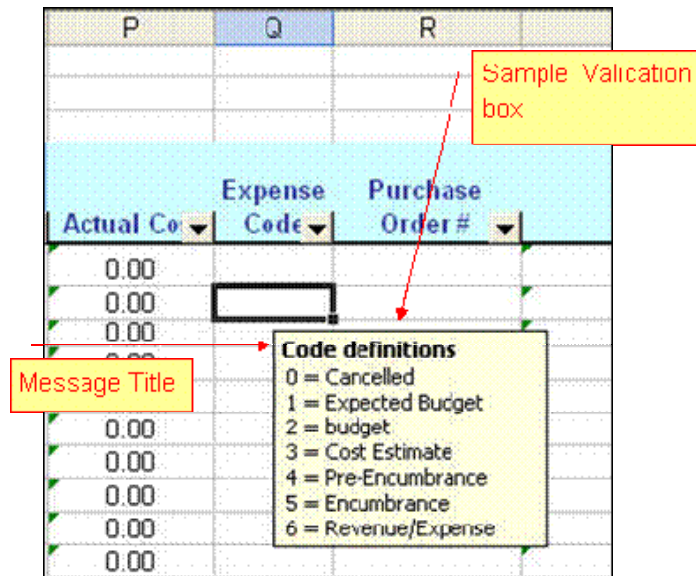 P Q R
Sample Valication
box
Expense Purchase
Actual Co Code Order #
0.00
0.00
0.00
Message Title
Code definitions
0 = Cancelled
1 = Expected Budget
2 = budget
3 = Cost Estimate
4 = Pre-Encumbrance
5 = Encumbrance
6 = Revenue/Expense
0.00
0.00
0.00
0.00
0.00